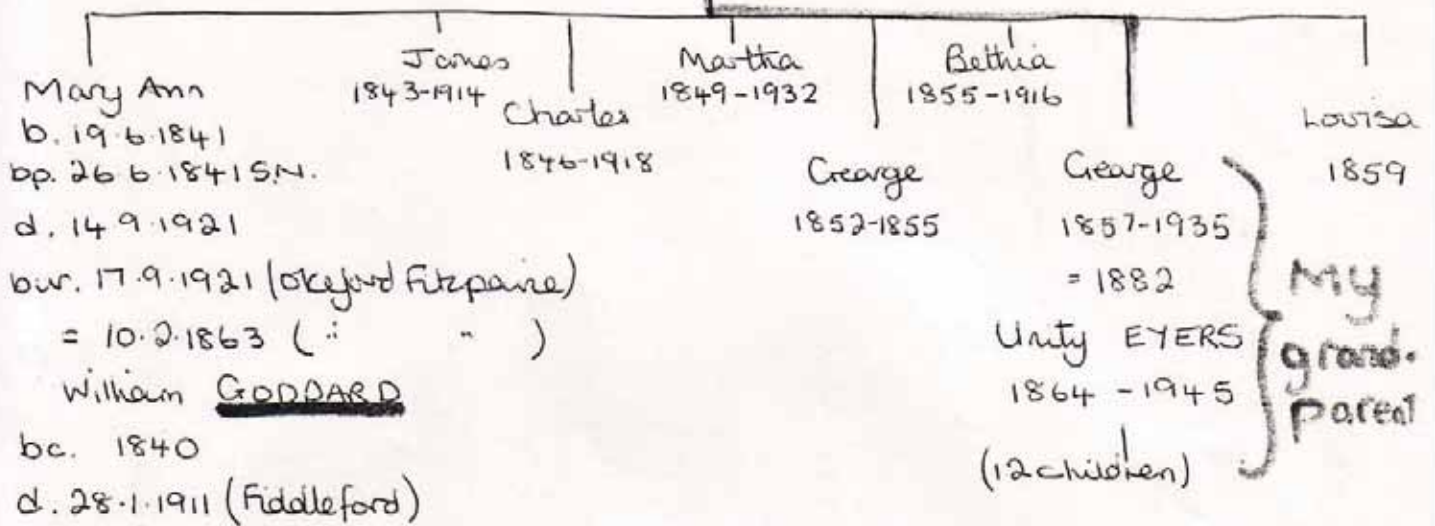 Mary Ann
b. 19.6.1841
bp. 26.6.1841 S.N.
d. 14.9.1921
bur. 17.9.1921 (Okeford Fitzpaine)
= 10.2.1863 ( " " )
William GODDARD
bc. 1840
d. 28.1.1911 (Fiddleford)
James
1843-1914
Charles
1846-1918
Martha
1849-1932
George
1852-1855
Bethia
1855-1916
George
1857-1935
= 1882
Unity EYERS
1864-1945
(12 children)
My
grand.
parent
Louisa
1859